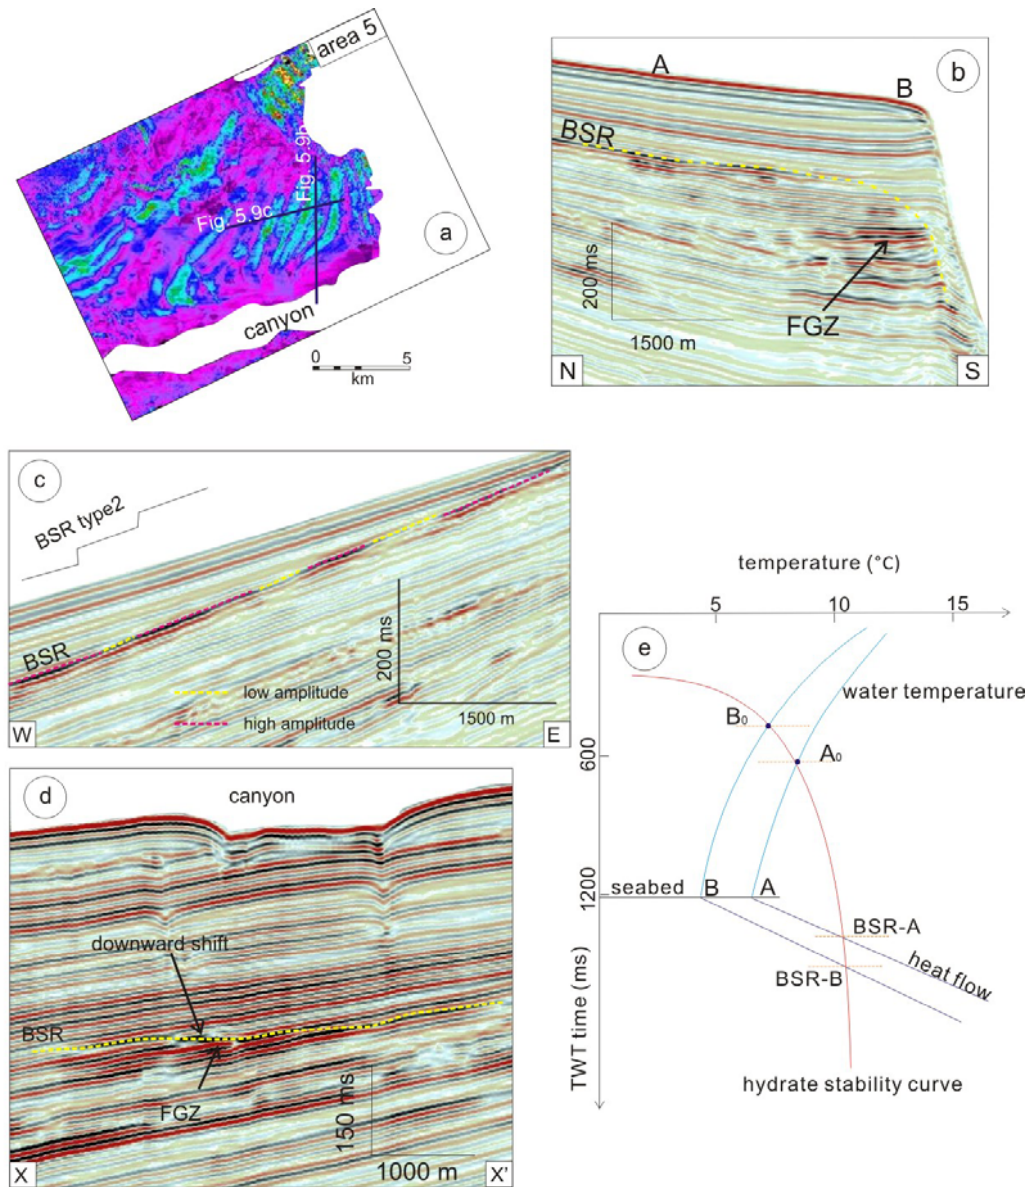 area 5
Fig. 5.9b
Fig. 5.9c
a
canyon
0 5
km
A
B
b
BSR
200 ms
1500 m
FGZ
N
S
c
BSR type2
BSR
low amplitude
high amplitude
200 ms
1500 m
W
E
d
canyon
downward shift
BSR
FGZ
150 ms
1000 m
X
X'
temperature (°C)
5 10 15
e
water temperature
B₀
A₀
600
1200
seabed
B
A
BSR-A
BSR-B
heat flow
TWT time (ms)
hydrate stability curve